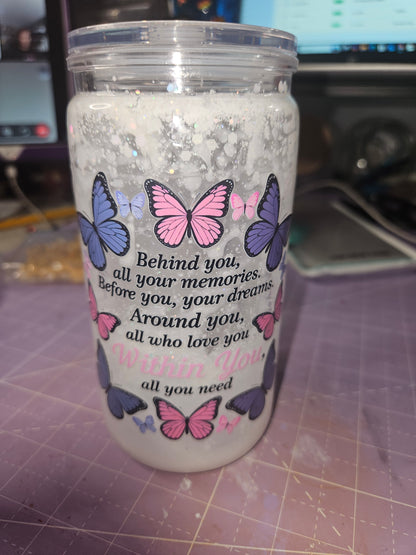 Behind you,
all your memories.
Before you, your dreams.
Around you,
all who love you
Within You,
all you need